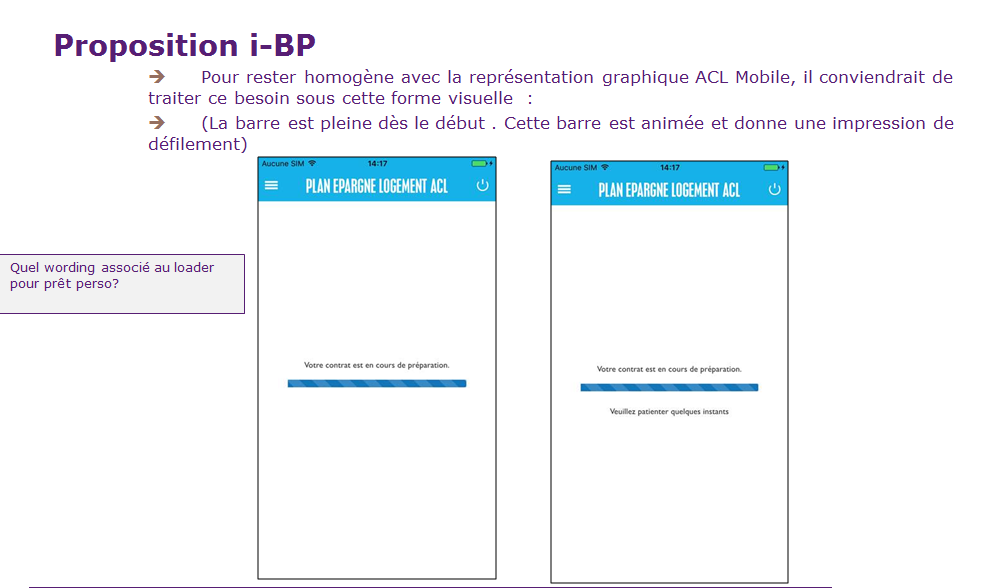 Proposition i-BP
➔ Pour rester homogène avec la représentation graphique ACL Mobile, il conviendrait de
traiter ce besoin sous cette forme visuelle :
➔ (La barre est pleine dès le début . Cette barre est animée et donne une impression de
défilement)
Quel wording associé au loader
pour prêt perso?
Aucune SIM 14:17
PLAN EPARGNE LOGEMENT ACL
Votre contrat est en cours de préparation.
Aucune SIM 14:17
PLAN EPARGNE LOGEMENT ACL
Votre contrat est en cours de préparation.
Veuillez patienter quelques instants